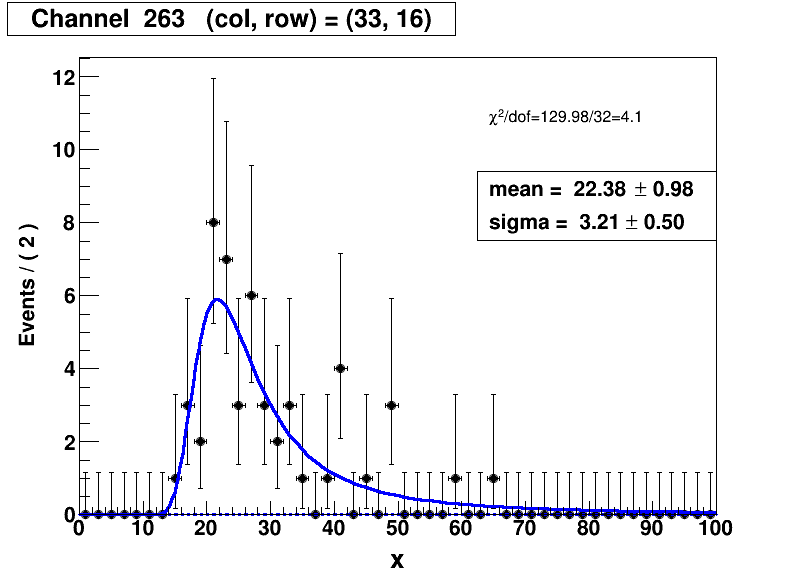 Channel  263   (col, row) = (33, 16)
χ²/dof=129.98/32=4.1
mean =  22.38 ± 0.98
sigma =  3.21 ± 0.50
Events / ( 2 )
12
10
8
6
4
2
0
0 10 20 30 40 50 60 70 80 90 100
x